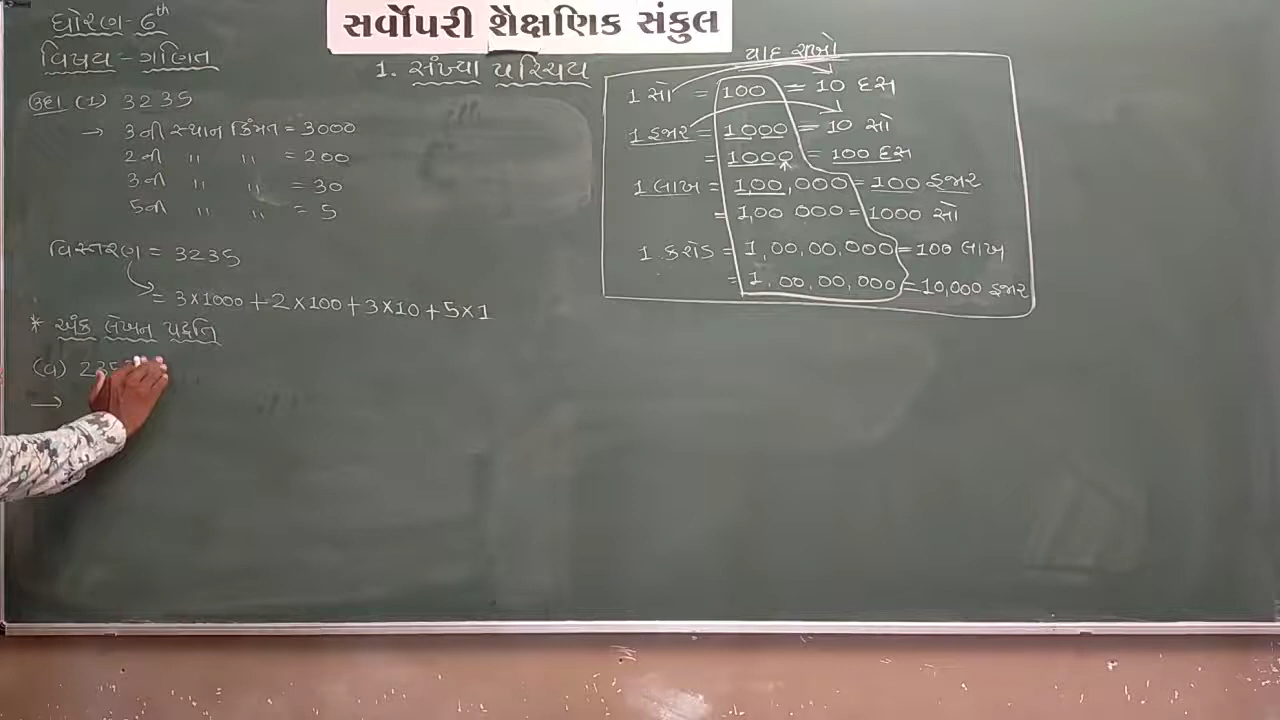 સર્વોપરી શૈક્ષણિક સંકુલ
ધોરણ - 6th
વિષય - ગણિત
1. સંખ્યા પરિચય
ઉદા (1) 3235
→ 3ની સ્થાન કિંમત = 3000
2ની " " = 200
3ની " " = 30
5ની " " = 5
વિસ્તરણ = 3235
= 3×1000 + 2×100 + 3×10 + 5×1
* અંક લેખન પદ્ધતિ
(a) 235
→
યાદ રાખો
1 સો = 100 = 10 દસ
1 હજાર = 1000 = 10 સો
= 1000 = 100 દસ
1 લાખ = 1,00,000 = 100 હજાર
= 1,00 000 = 1000 સો
1 કરોડ = 1,00,00,000 = 100 લાખ
= 1,00,00,000 = 10,000 હજાર